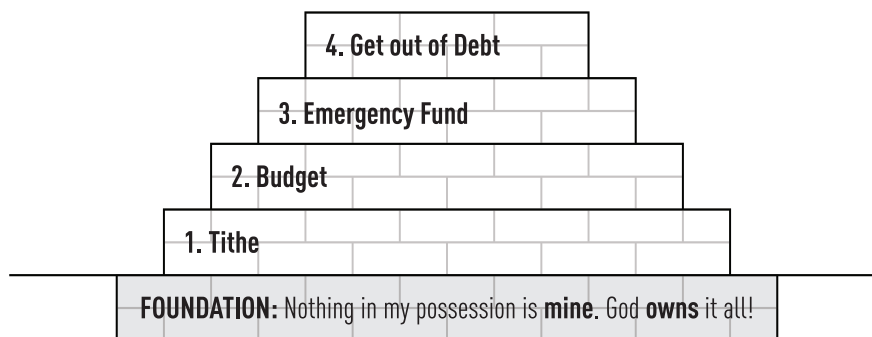 4. Get out of Debt
3. Emergency Fund
2. Budget
1. Tithe
FOUNDATION: Nothing in my possession is mine. God owns it all!